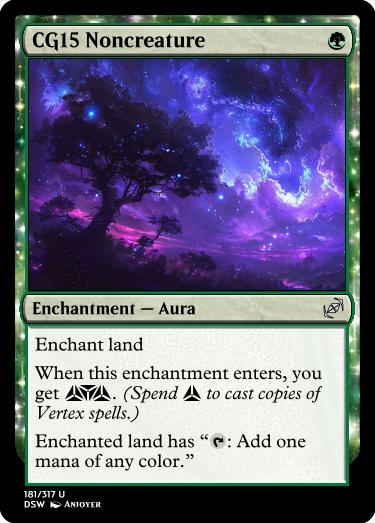 CG15 Noncreature
Enchantment — Aura
Enchant land
When this enchantment enters, you
get . (Spend to cast copies of
Vertex spells.)
Enchanted land has “: Add one
mana of any color.”
181/317 U
DSW Anjoyer